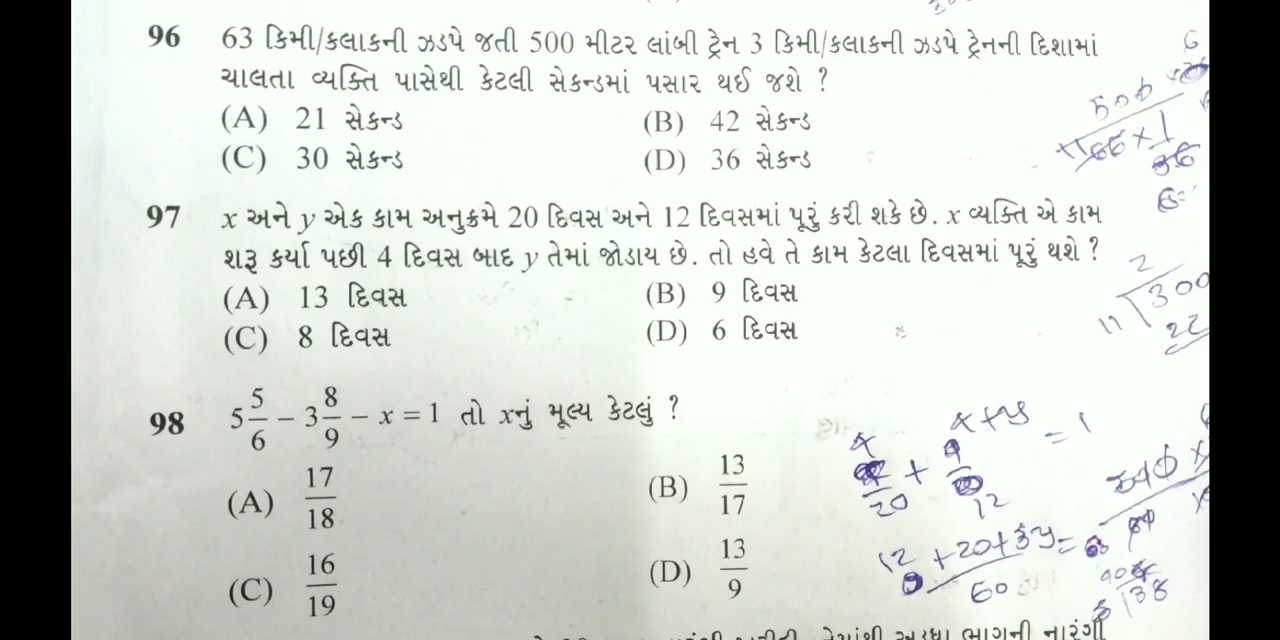 96 63 કિમી/કલાકની ઝડપે જતી 500 મીટર લાંબી ટ્રેન 3 કિમી/કલાકની ઝડપે ટ્રેનની દિશામાં
ચાલતા વ્યક્તિ પાસેથી કેટલી સેકન્ડમાં પસાર થઈ જશે ?
(A) 21 સેકન્ડ (B) 42 સેકન્ડ
(C) 30 સેકન્ડ (D) 36 સેકન્ડ
97 x અને y એક કામ અનુક્રમે 20 દિવસ અને 12 દિવસમાં પૂરું કરી શકે છે. x વ્યક્તિ એ કામ
શરૂ કર્યા પછી 4 દિવસ બાદ y તેમાં જોડાય છે. તો હવે તે કામ કેટલા દિવસમાં પૂરું થશે ?
(A) 13 દિવસ (B) 9 દિવસ
(C) 8 દિવસ (D) 6 દિવસ
98 5 5/6 − 3 8/9 − x = 1 તો xનું મૂલ્ય કેટલું ?
(A) 17/18 (B) 13/17
(C) 16/19 (D) 13/9